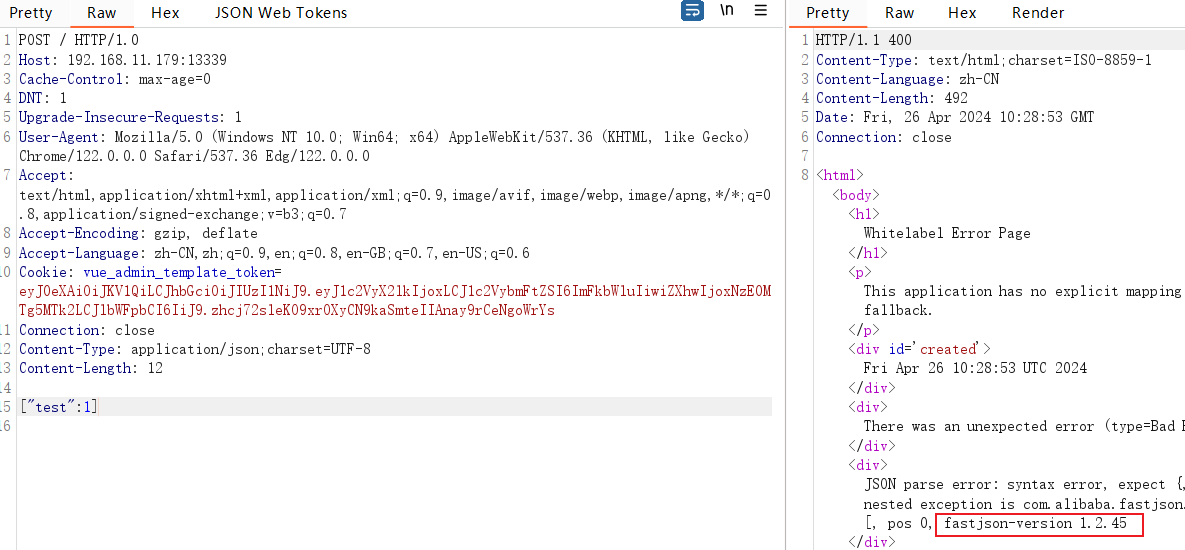 Pretty Raw Hex JSON Web Tokens \n
1 POST / HTTP/1.0
2 Host: 192.168.11.179:13339
3 Cache-Control: max-age=0
4 DNT: 1
5 Upgrade-Insecure-Requests: 1
6 User-Agent: Mozilla/5.0 (Windows NT 10.0; Win64; x64) AppleWebKit/537.36 (KHTML, like Gecko)
Chrome/122.0.0.0 Safari/537.36 Edg/122.0.0.0
7 Accept:
text/html,application/xhtml+xml,application/xml;q=0.9,image/avif,image/webp,image/apng,*/*;q=0
.8,application/signed-exchange;v=b3;q=0.7
8 Accept-Encoding: gzip, deflate
9 Accept-Language: zh-CN,zh;q=0.9,en;q=0.8,en-GB;q=0.7,en-US;q=0.6
10 Cookie: vue_admin_template_token=
11 Connection: close
12 Content-Type: application/json;charset=UTF-8
13 Content-Length: 12
14
15 ["test":1]
16
Pretty Raw Hex Render
1 HTTP/1.1 400
2 Content-Type: text/html;charset=ISO-8859-1
3 Content-Language: zh-CN
4 Content-Length: 492
5 Date: Fri, 26 Apr 2024 10:28:53 GMT
6 Connection: close
7
8 <html>
<body>
<h1>
Whitelabel Error Page
</h1>
<p>
This application has no explicit mapping
fallback.
</p>
<div id='created'>
Fri Apr 26 10:28:53 UTC 2024
</div>
<div>
There was an unexpected error (type=Bad
</div>
<div>
JSON parse error: syntax error, expect {,
nested exception is com.alibaba.fastjson.
[, pos 0, fastjson-version 1.2.45
</div>